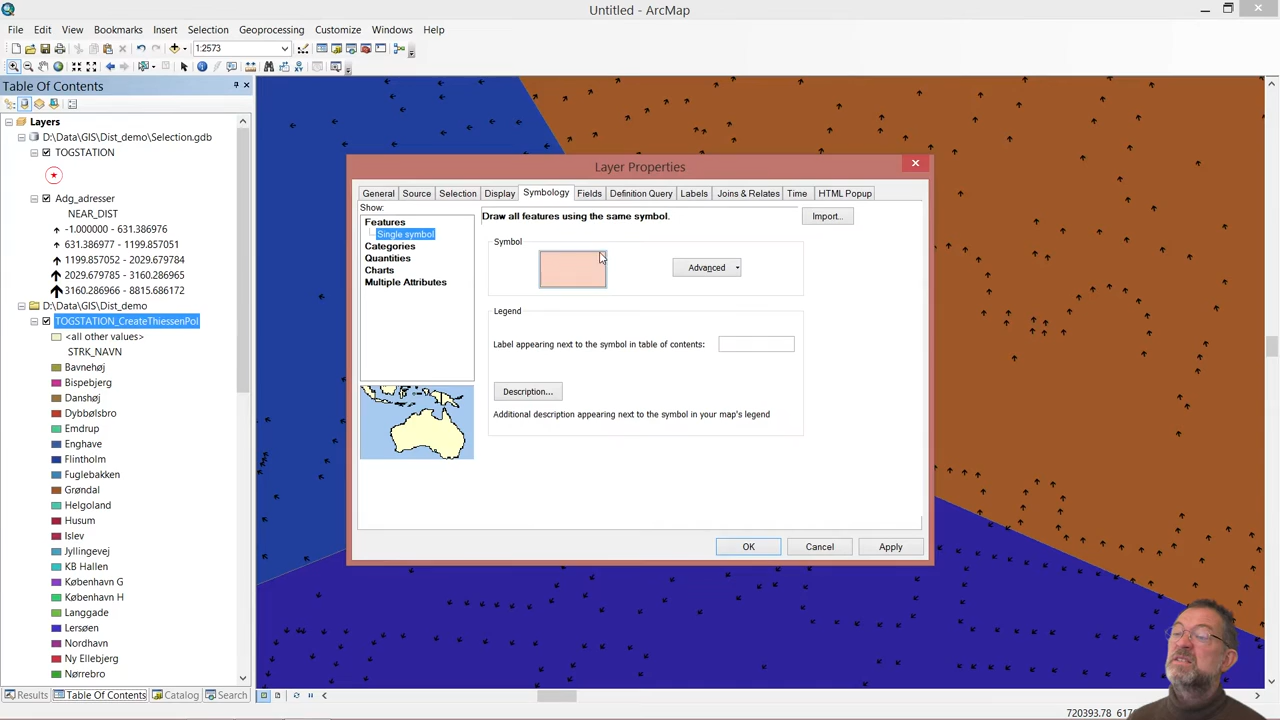 Untitled - ArcMap
File Edit View Bookmarks Insert Selection Geoprocessing Customize Windows Help
1:2573
Table Of Contents
Layers
D:\Data\GIS\Dist_demo\Selection.gdb
TOGSTATION
Adg_adresser
NEAR_DIST
-1.000000 - 631.376986
631.386977 - 1199.857051
1199.857052 - 2029.679784
2029.679785 - 3160.286965
3160.286966 - 8815.686172
D:\Data\GIS\Dist_demo
TOGSTATION_CreateThiessenPol
<all other values>
STRK_NAVN
Bavnehøj
Bispebjerg
Danshøj
Dybbølsbro
Emdrup
Enghave
Flintholm
Fuglebakken
Grøndal
Helgoland
Husum
Islev
Jyllingevej
KB Hallen
København G
København H
Langgade
Lersøen
Nordhavn
Ny Ellebjerg
Nørrebro
Results Table Of Contents Catalog Search
Layer Properties
General Source Selection Display Symbology Fields Definition Query Labels Joins & Relates Time HTML Popup
Show:
Features
Single symbol
Categories
Quantities
Charts
Multiple Attributes
Draw all features using the same symbol.
Import...
Symbol
Advanced
Legend
Label appearing next to the symbol in table of contents:
Description...
Additional description appearing next to the symbol in your map's legend
OK Cancel Apply